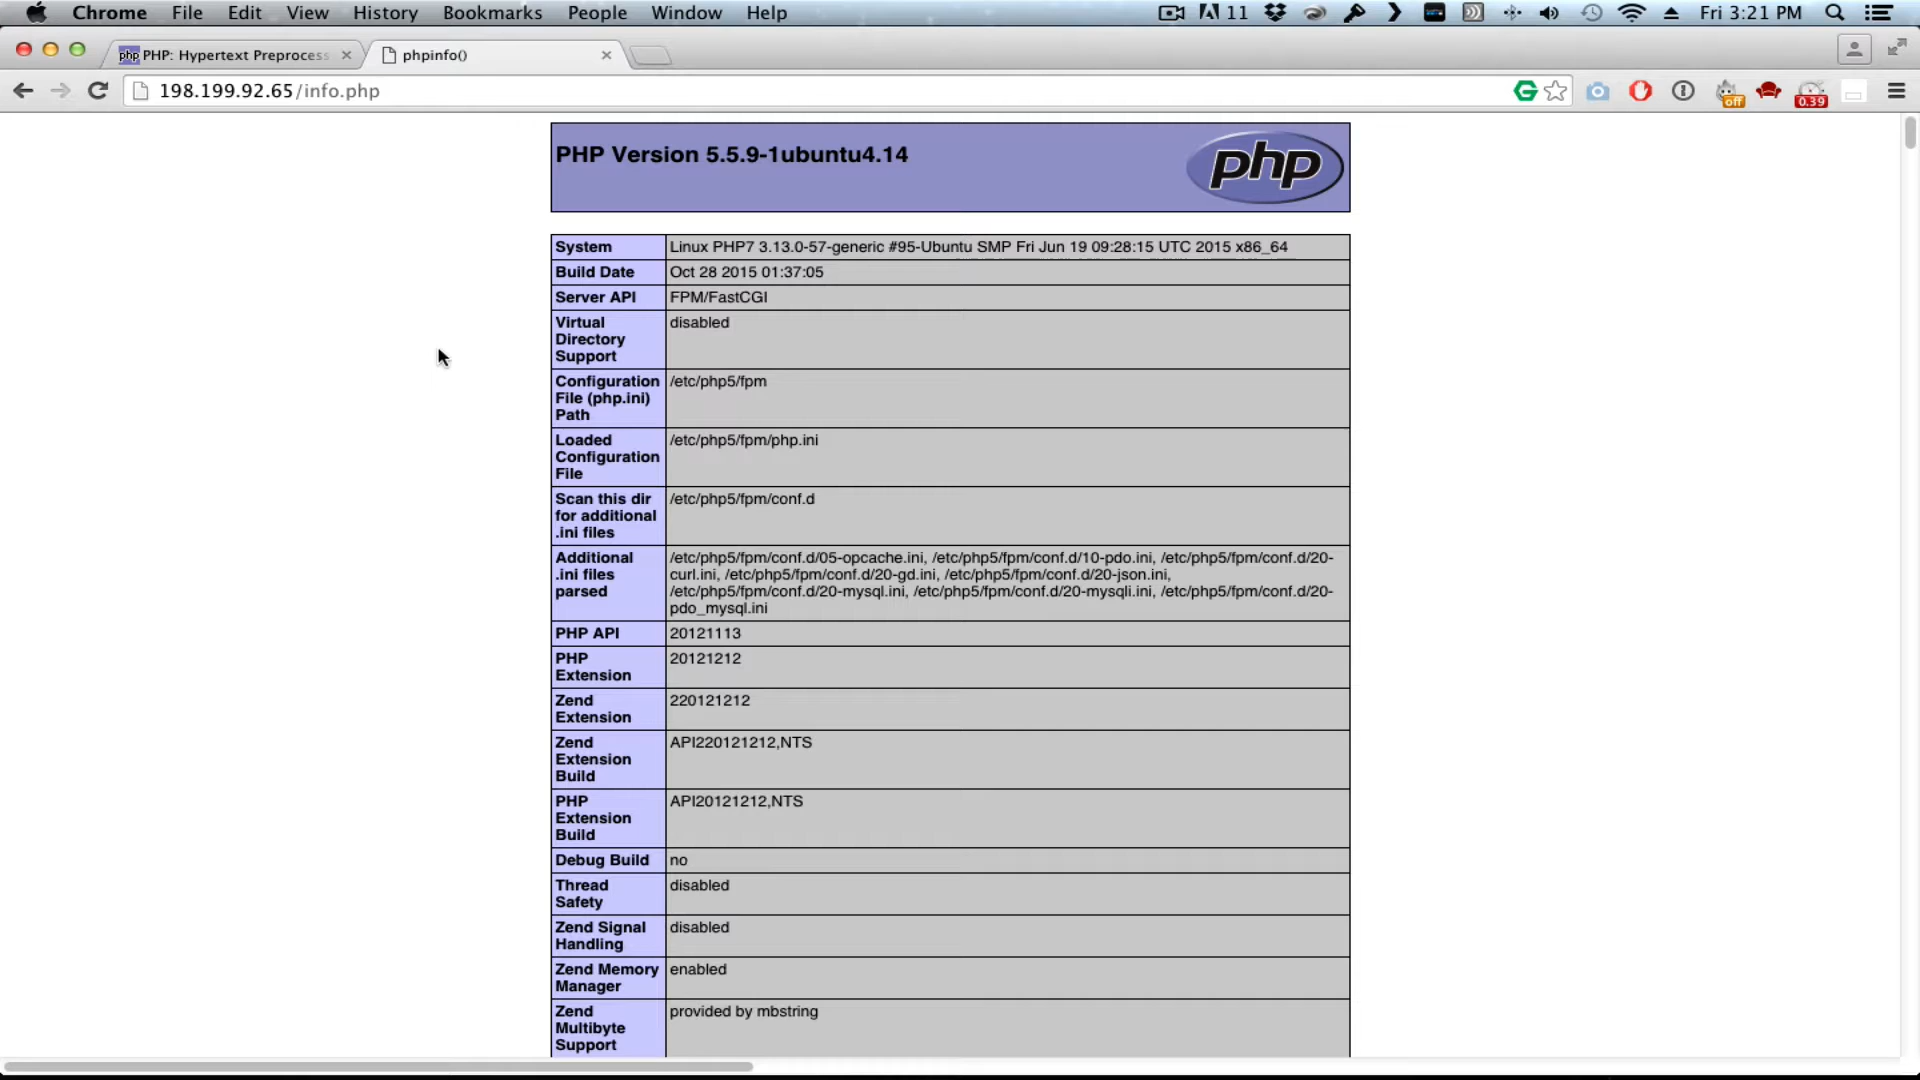 Chrome File Edit View History Bookmarks People Window Help 11 Fri 3:21 PM
php PHP: Hypertext Preprocess phpinfo()
198.199.92.65/info.php off 0.39
PHP Version 5.5.9-1ubuntu4.14 php
System Linux PHP7 3.13.0-57-generic #95-Ubuntu SMP Fri Jun 19 09:28:15 UTC 2015 x86_64
Build Date Oct 28 2015 01:37:05
Server API FPM/FastCGI
Virtual disabled
Directory
Support
Configuration /etc/php5/fpm
File (php.ini)
Path
Loaded /etc/php5/fpm/php.ini
Configuration
File
Scan this dir /etc/php5/fpm/conf.d
for additional
.ini files
Additional /etc/php5/fpm/conf.d/05-opcache.ini, /etc/php5/fpm/conf.d/10-pdo.ini, /etc/php5/fpm/conf.d/20-
.ini files curl.ini, /etc/php5/fpm/conf.d/20-gd.ini, /etc/php5/fpm/conf.d/20-json.ini,
parsed /etc/php5/fpm/conf.d/20-mysql.ini, /etc/php5/fpm/conf.d/20-mysqli.ini, /etc/php5/fpm/conf.d/20-
pdo_mysql.ini
PHP API 20121113
PHP 20121212
Extension
Zend 220121212
Extension
Zend API220121212,NTS
Extension
Build
PHP API20121212,NTS
Extension
Build
Debug Build no
Thread disabled
Safety
Zend Signal disabled
Handling
Zend Memory enabled
Manager
Zend provided by mbstring
Multibyte
Support